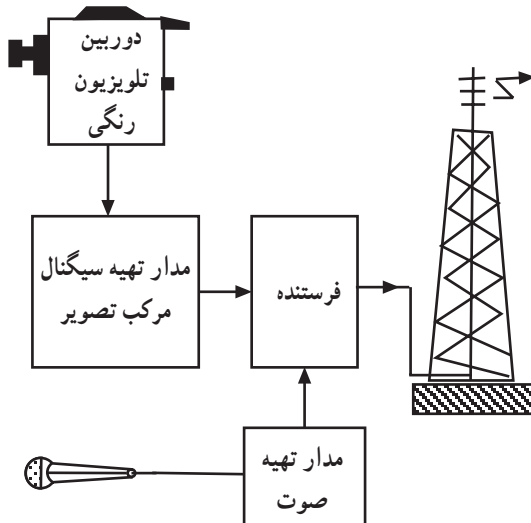 دوربین
تلویزیون
رنگی
مدار تهیه سیگنال
مرکب تصویر
فرستنده
مدار تهیه
صوت